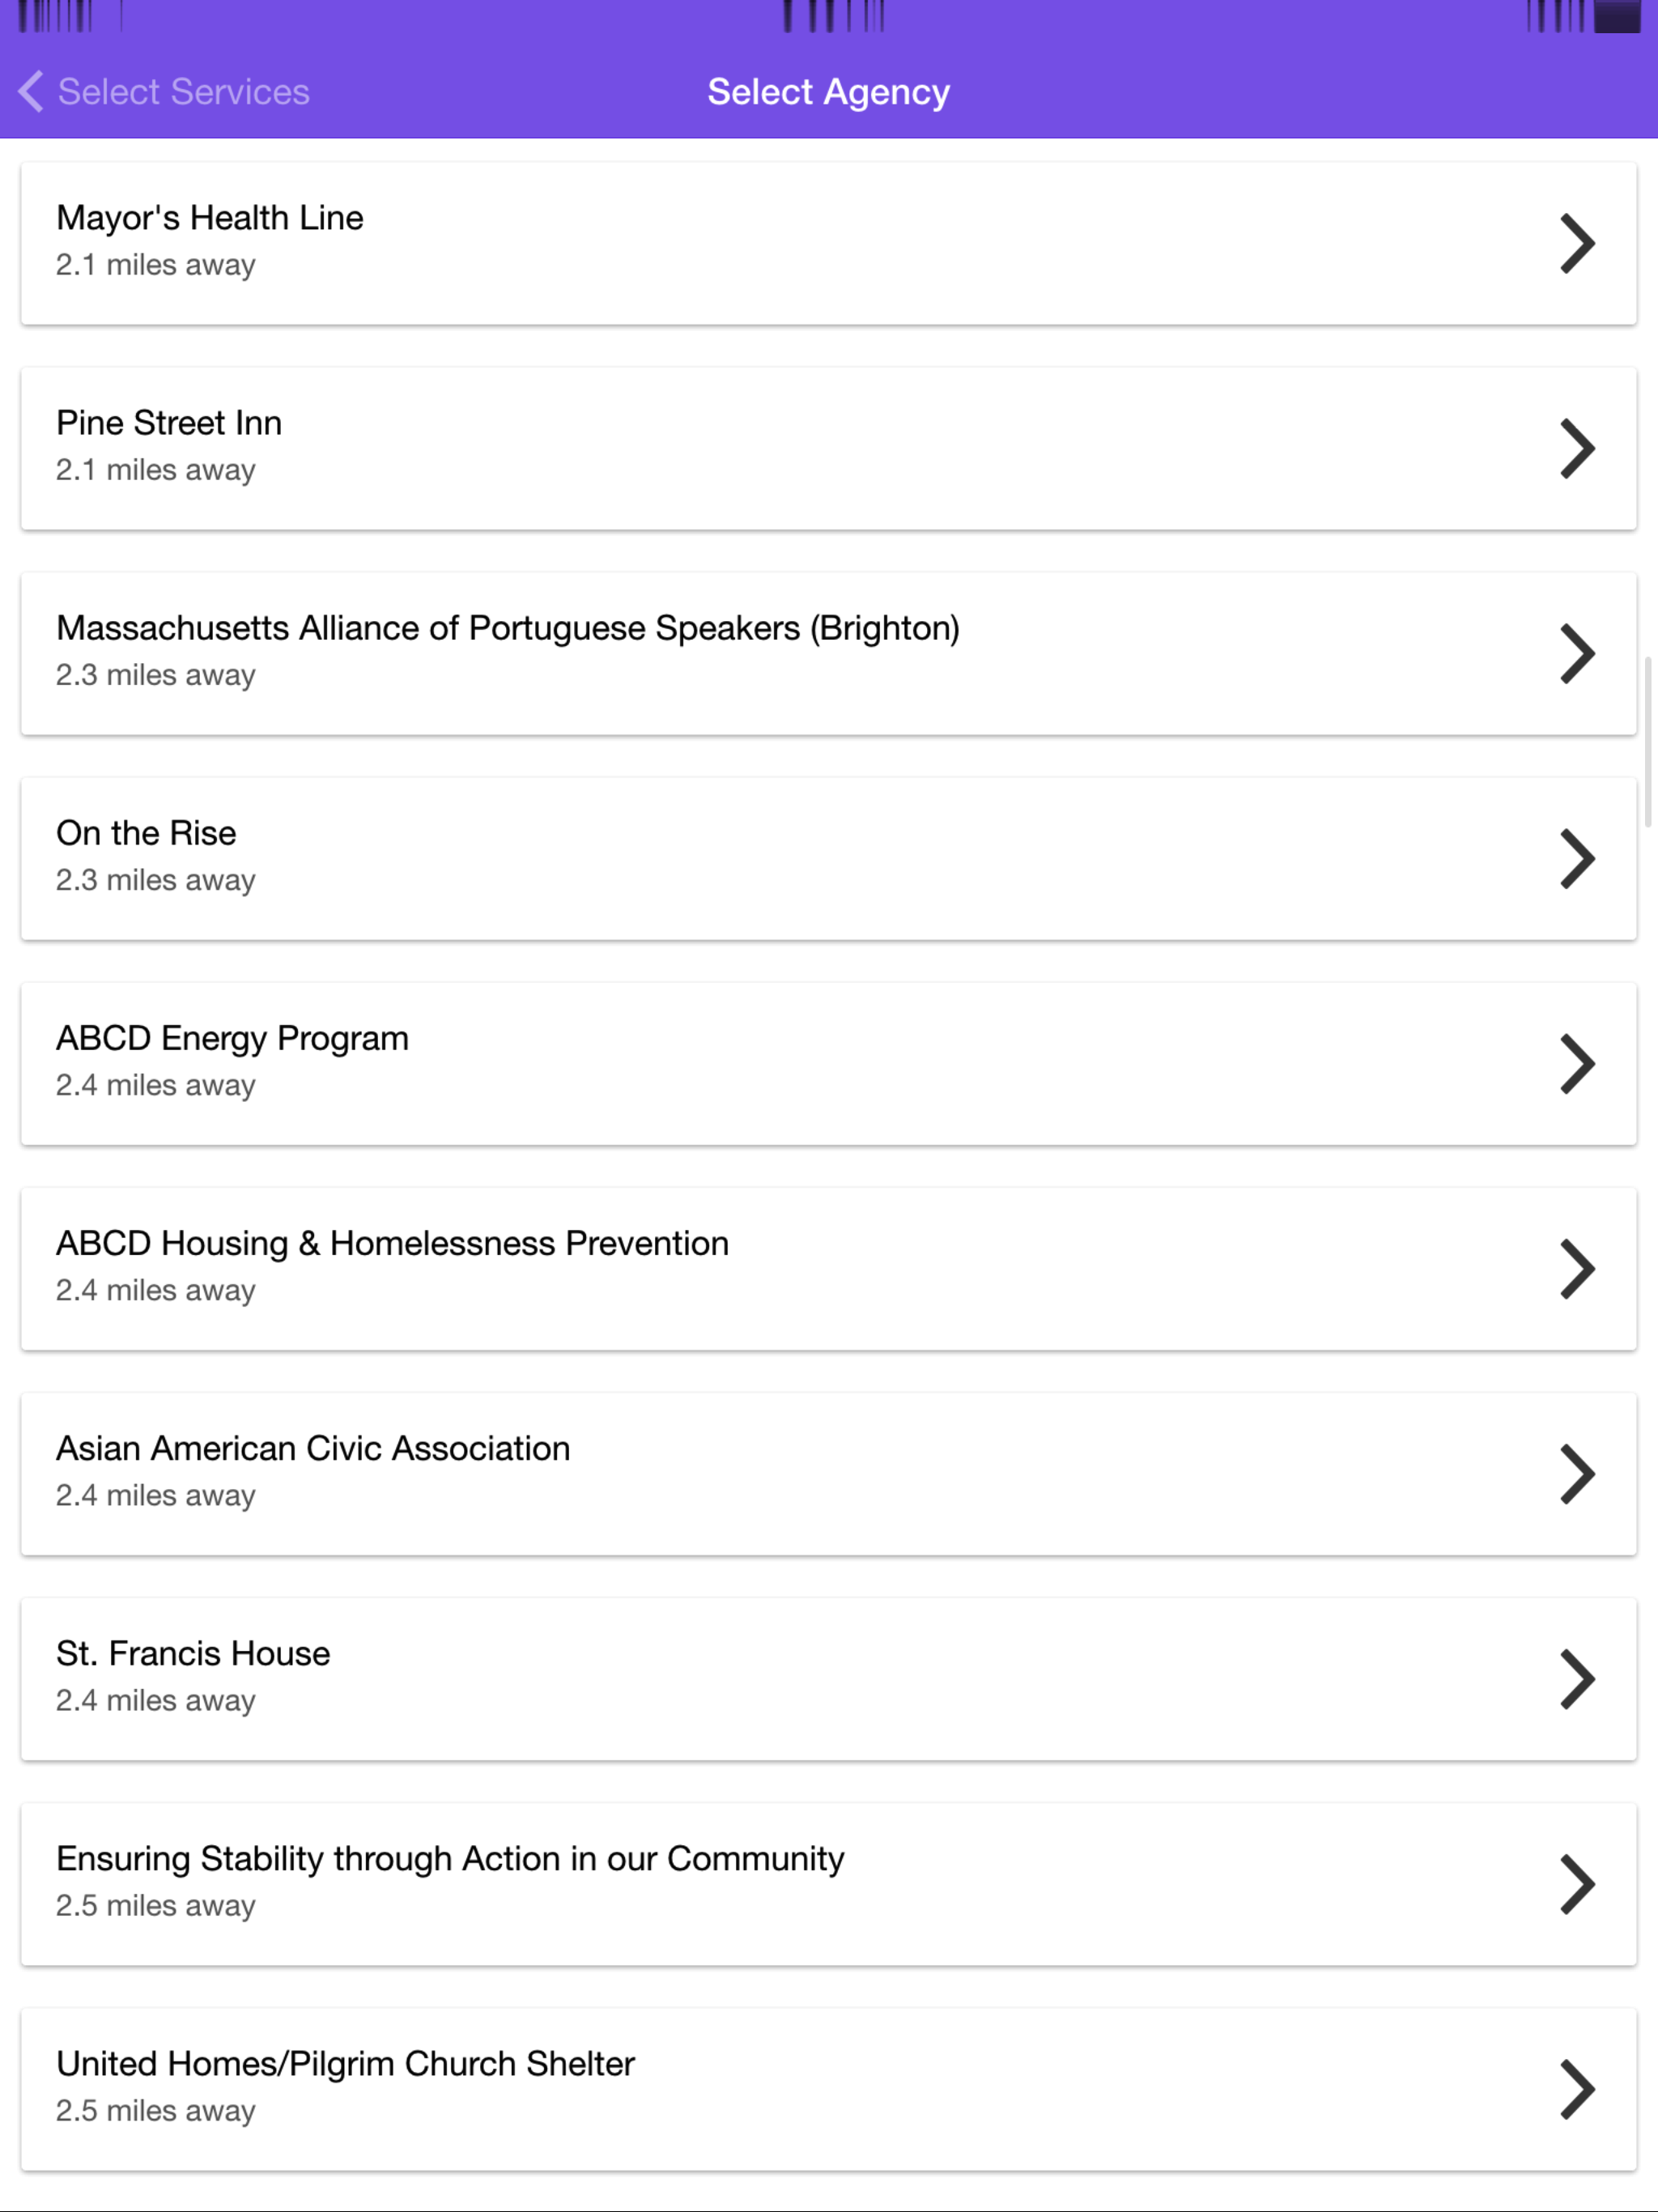 Select Services
Select Agency
Mayor's Health Line
2.1 miles away
Pine Street Inn
2.1 miles away
Massachusetts Alliance of Portuguese Speakers (Brighton)
2.3 miles away
On the Rise
2.3 miles away
ABCD Energy Program
2.4 miles away
ABCD Housing & Homelessness Prevention
2.4 miles away
Asian American Civic Association
2.4 miles away
St. Francis House
2.4 miles away
Ensuring Stability through Action in our Community
2.5 miles away
United Homes/Pilgrim Church Shelter
2.5 miles away